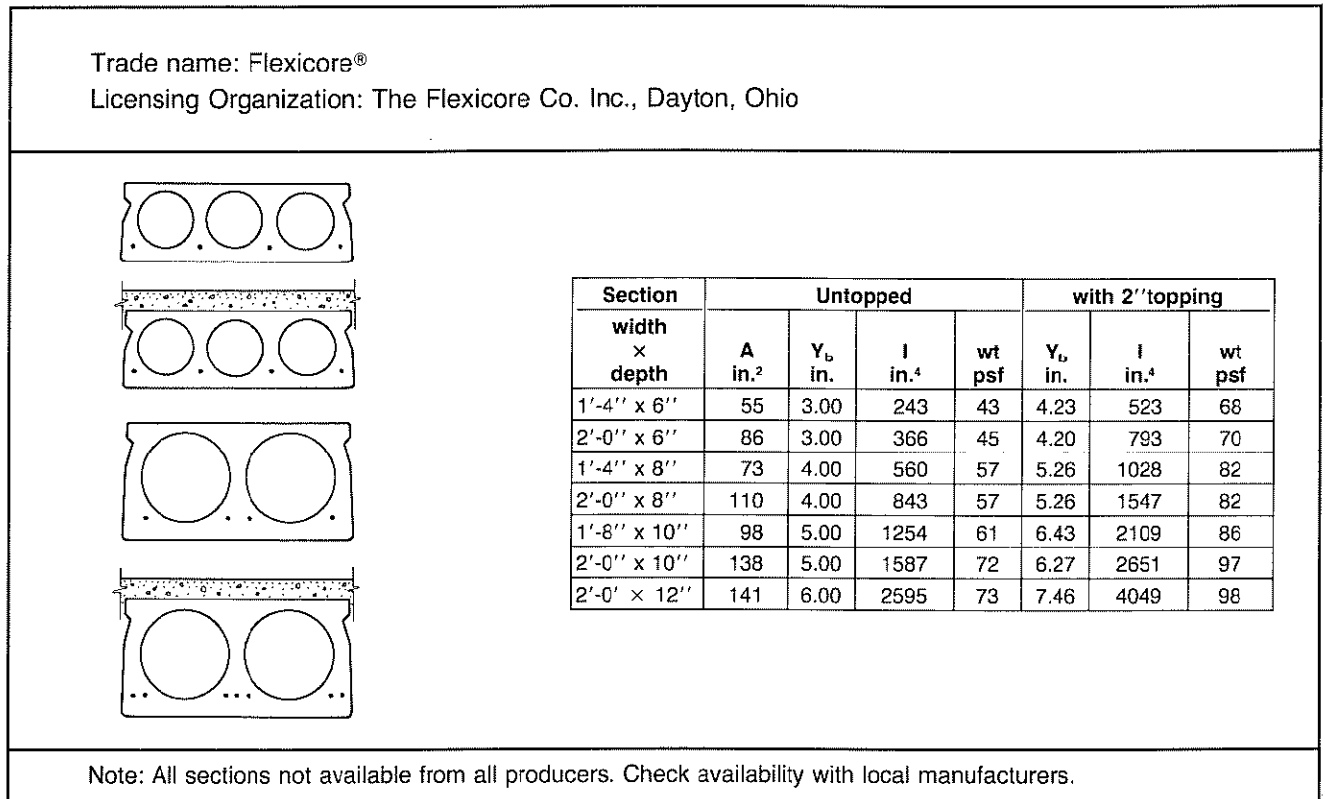 Trade name: Flexicore®
Licensing Organization: The Flexicore Co. Inc., Dayton, Ohio
Section Untopped with 2''topping
width × depth A in.² Yb in. I in.⁴ wt psf Yb in. I in.⁴ wt psf
1'-4'' x 6'' 55 3.00 243 43 4.23 523 68
2'-0'' x 6'' 86 3.00 366 45 4.20 793 70
1'-4'' x 8'' 73 4.00 560 57 5.26 1028 82
2'-0'' x 8'' 110 4.00 843 57 5.26 1547 82
1'-8'' x 10'' 98 5.00 1254 61 6.43 2109 86
2'-0'' x 10'' 138 5.00 1587 72 6.27 2651 97
2'-0' × 12'' 141 6.00 2595 73 7.46 4049 98
Note: All sections not available from all producers. Check availability with local manufacturers.